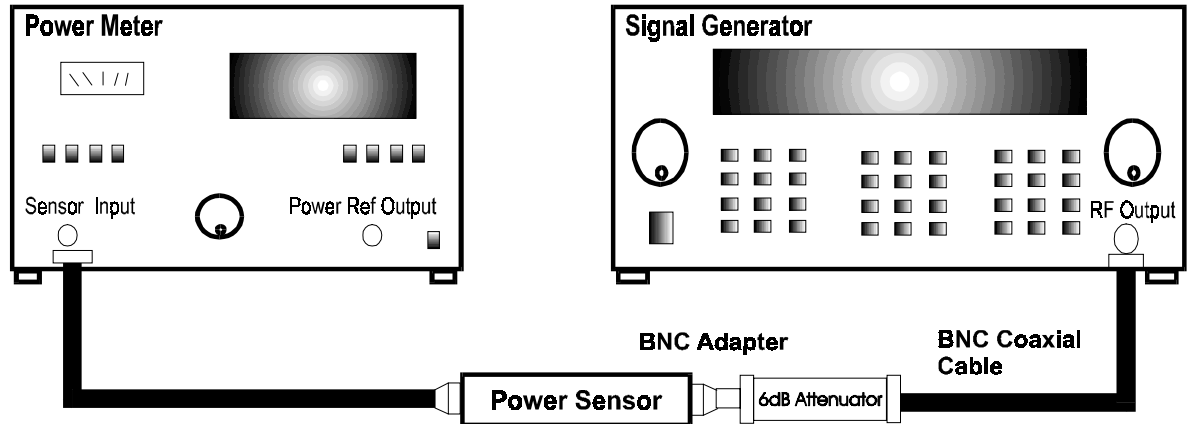 Power Meter
Signal Generator
Sensor Input
Power Ref Output
RF Output
BNC Adapter
BNC Coaxial
Cable
Power Sensor
6dB Attenuator